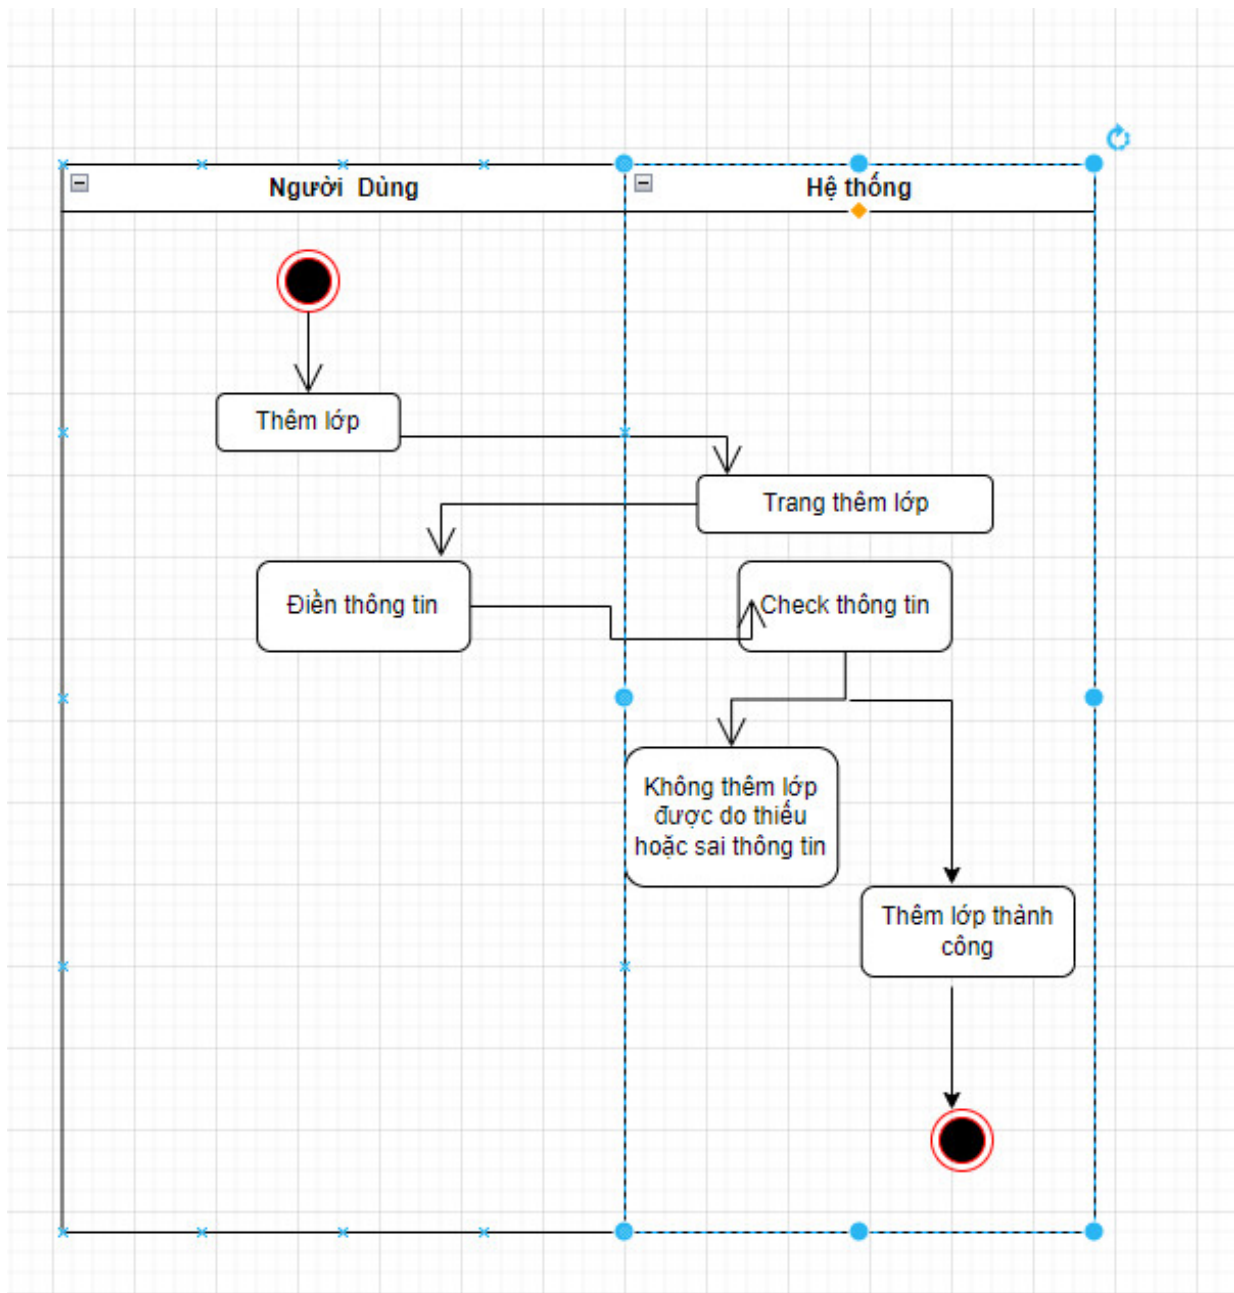 Người Dùng
Hệ thống
Thêm lớp
Trang thêm lớp
Điền thông tin
Check thông tin
Không thêm lớp
được do thiếu
hoặc sai thông tin
Thêm lớp thành
công